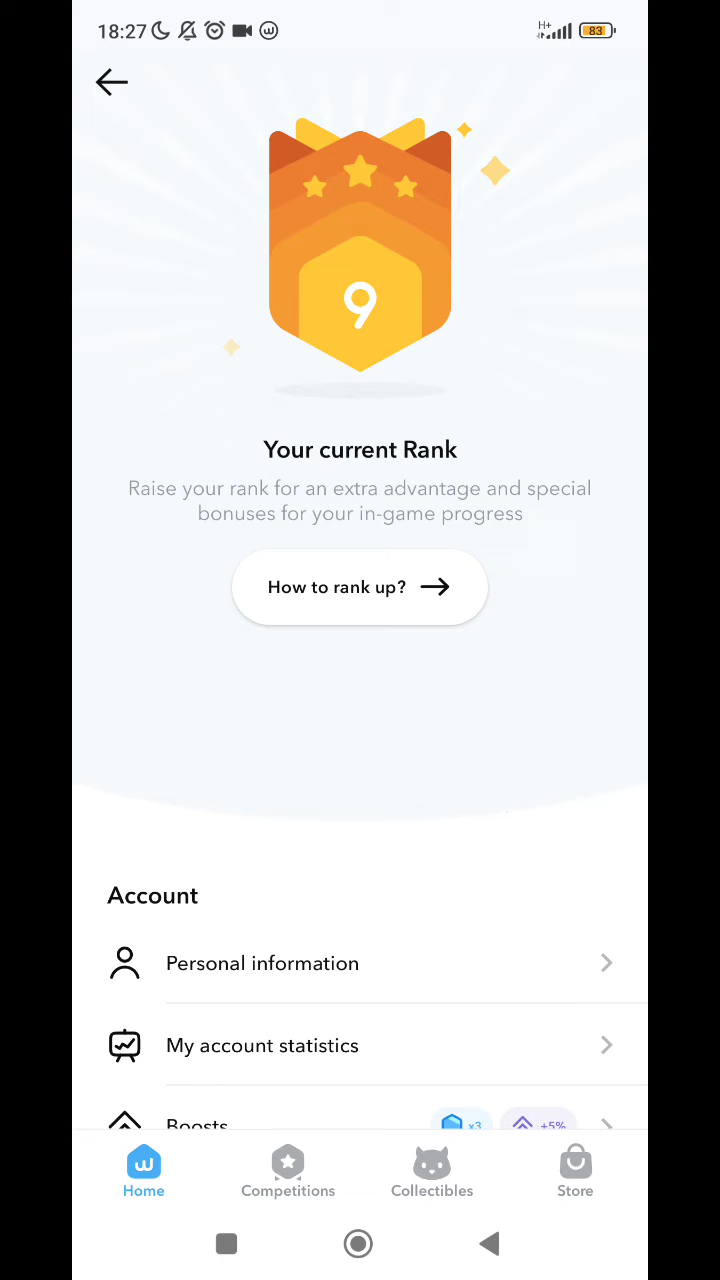 18:27
H+
83
9
Your current Rank
Raise your rank for an extra advantage and special
bonuses for your in-game progress
How to rank up?
Account
Personal information
My account statistics
Boosts x3 +5%
Home Competitions Collectibles Store